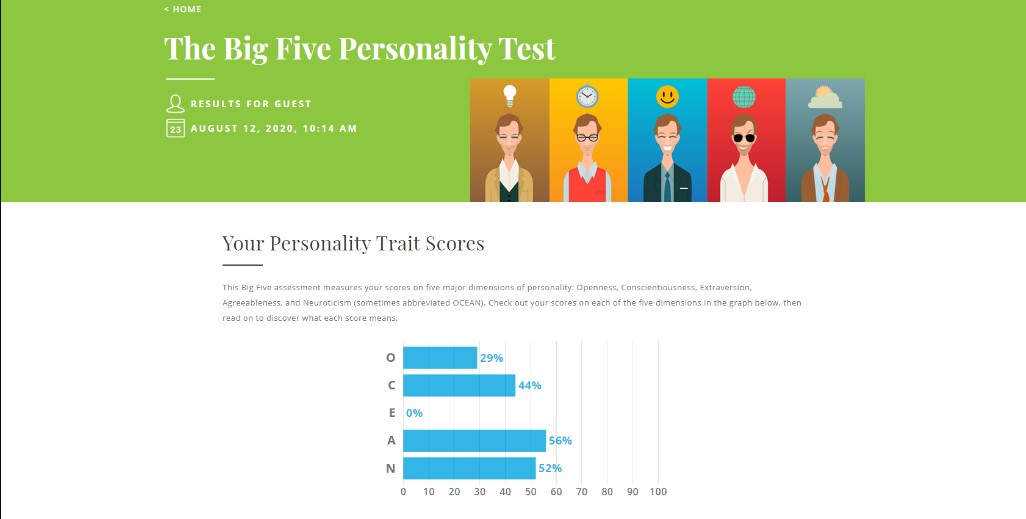 < HOME
The Big Five Personality Test
RESULTS FOR GUEST
23 AUGUST 12, 2020, 10:14 AM
Your Personality Trait Scores
This Big Five assessment measures your scores on five major dimensions of personality: Openness, Conscientiousness, Extraversion,
Agreeableness, and Neuroticism (sometimes abbreviated OCEAN). Check out your scores on each of the five dimensions in the graph below, then
read on to discover what each score means.
O 29%
C 44%
E 0%
A 56%
N 52%
0 10 20 30 40 50 60 70 80 90 100